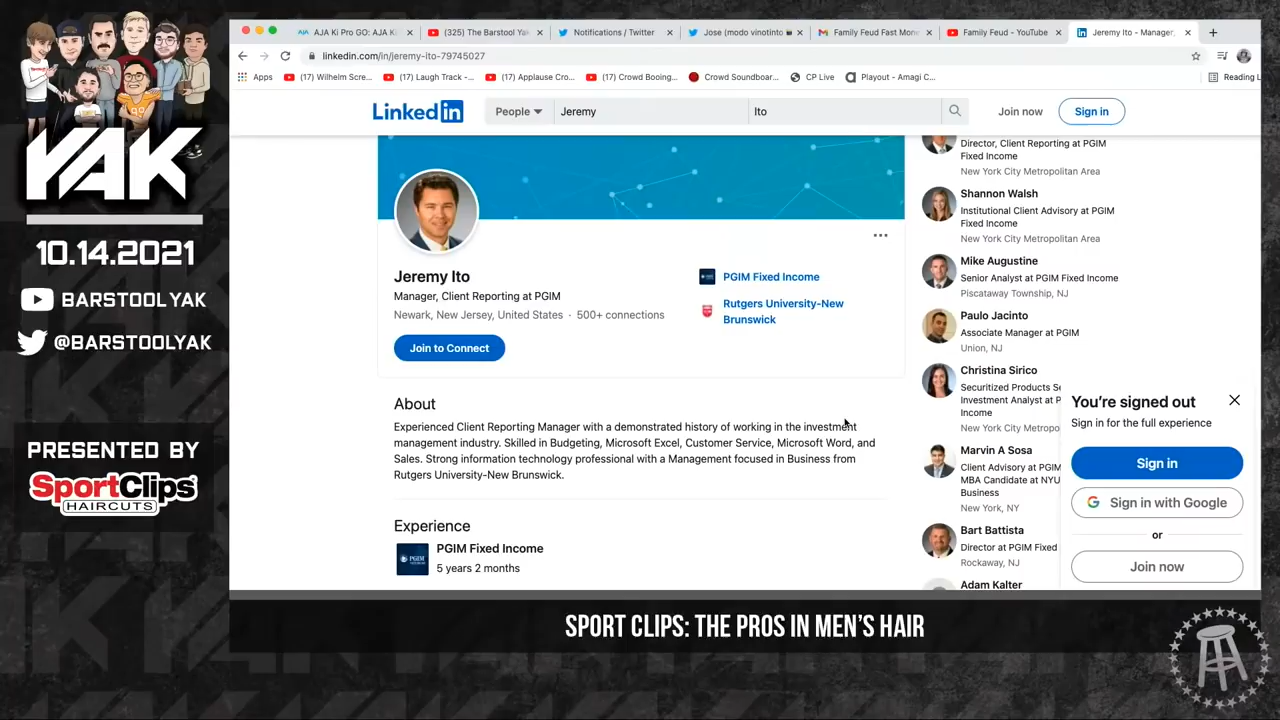 YAK
10.14.2021
BARSTOOL YAK
@BARSTOOLYAK
PRESENTED BY
SportClips
HAIRCUTS
AJA Ki Pro GO: AJA Ki
(325) The Barstool Yak
Notifications / Twitter
Jose (modo vinotinto
Family Feud Fast Mone
Family Feud - YouTube
Jeremy Ito - Manager,
linkedin.com/in/jeremy-ito-79745027
Apps
(17) Wilhelm Scre...
(17) Laugh Track -...
(17) Applause Cro...
(17) Crowd Booing...
Crowd Soundboar...
CP Live
Playout - Amagi C...
Reading L
Linkedin
People
Jeremy
Ito
Join now
Sign in
Jeremy Ito
Manager, Client Reporting at PGIM
Newark, New Jersey, United States · 500+ connections
Join to Connect
PGIM Fixed Income
Rutgers University-New
Brunswick
About
Experienced Client Reporting Manager with a demonstrated history of working in the investment
management industry. Skilled in Budgeting, Microsoft Excel, Customer Service, Microsoft Word, and
Sales. Strong information technology professional with a Management focused in Business from
Rutgers University-New Brunswick.
Experience
PGIM
PGIM Fixed Income
5 years 2 months
Director, Client Reporting at PGIM
Fixed Income
New York City Metropolitan Area
Shannon Walsh
Institutional Client Advisory at PGIM
Fixed Income
New York City Metropolitan Area
Mike Augustine
Senior Analyst at PGIM Fixed Income
Piscataway Township, NJ
Paulo Jacinto
Associate Manager at PGIM
Union, NJ
Christina Sirico
Securitized Products Se
Investment Analyst at P
Income
New York City Metropo
Marvin A Sosa
Client Advisory at PGIM
MBA Candidate at NYU
Business
New York, NY
Bart Battista
Director at PGIM Fixed
Rockaway, NJ
Adam Kalter
You're signed out
Sign in for the full experience
Sign in
Sign in with Google
or
Join now
SPORT CLIPS: THE PROS IN MEN'S HAIR